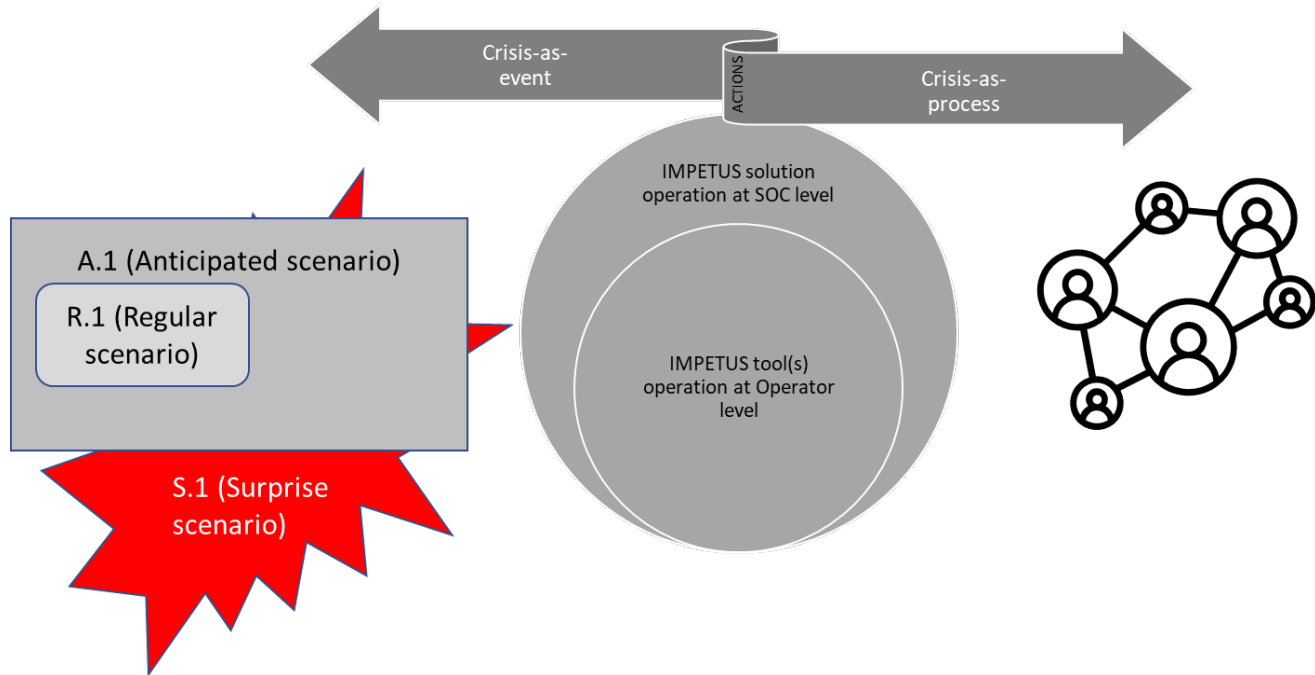 Crisis-as-
event
ACTIONS
Crisis-as-
process
IMPETUS solution
operation at SOC level
A.1 (Anticipated scenario)
R.1 (Regular
scenario)
IMPETUS tool(s)
operation at Operator
level
S.1 (Surprise
scenario)